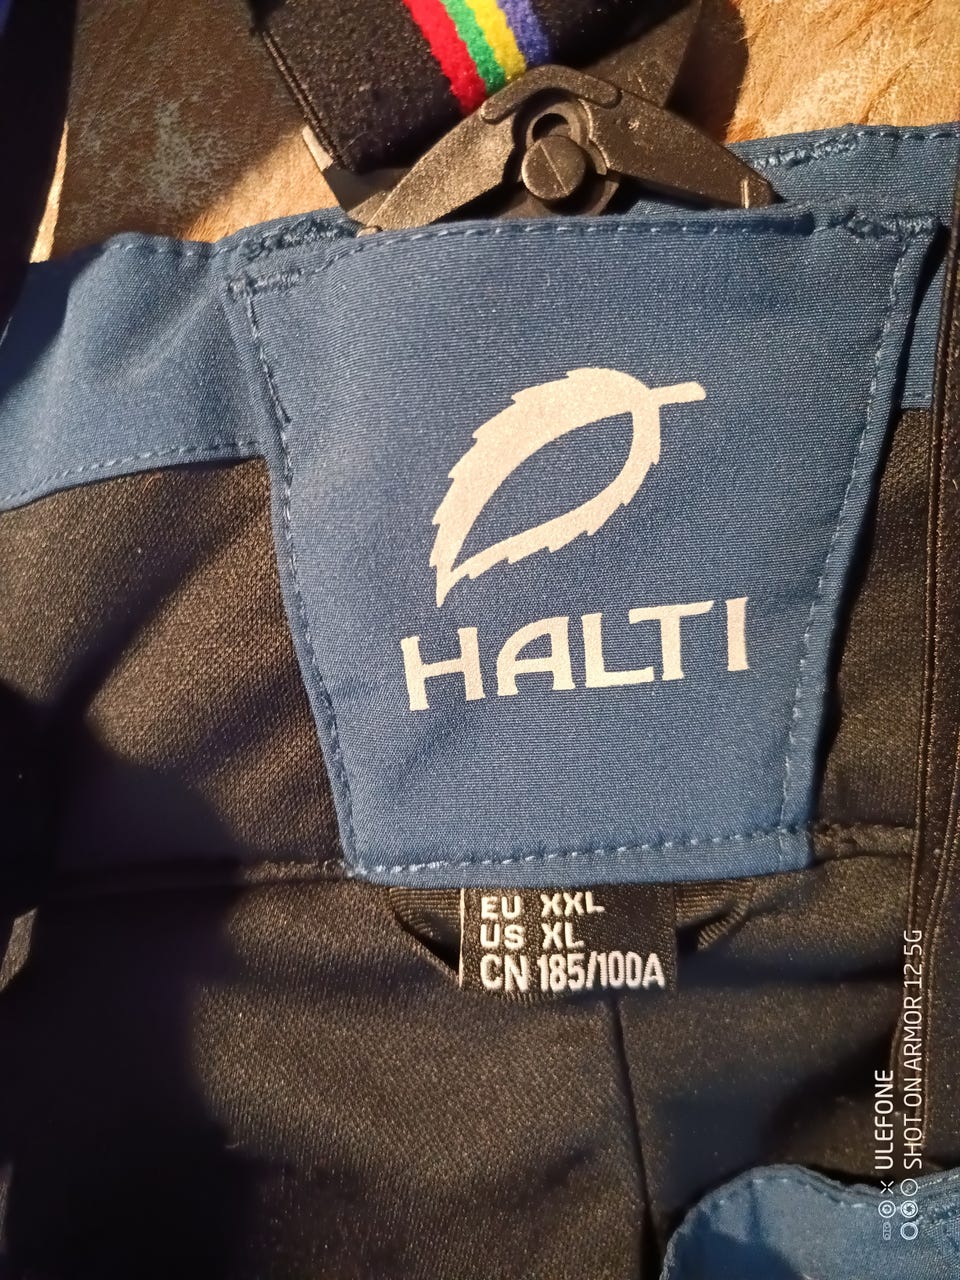 HALTI
EU XXL
US XL
CN 185/100A
ULEFONE
SHOT ON ARMOR 12 5G